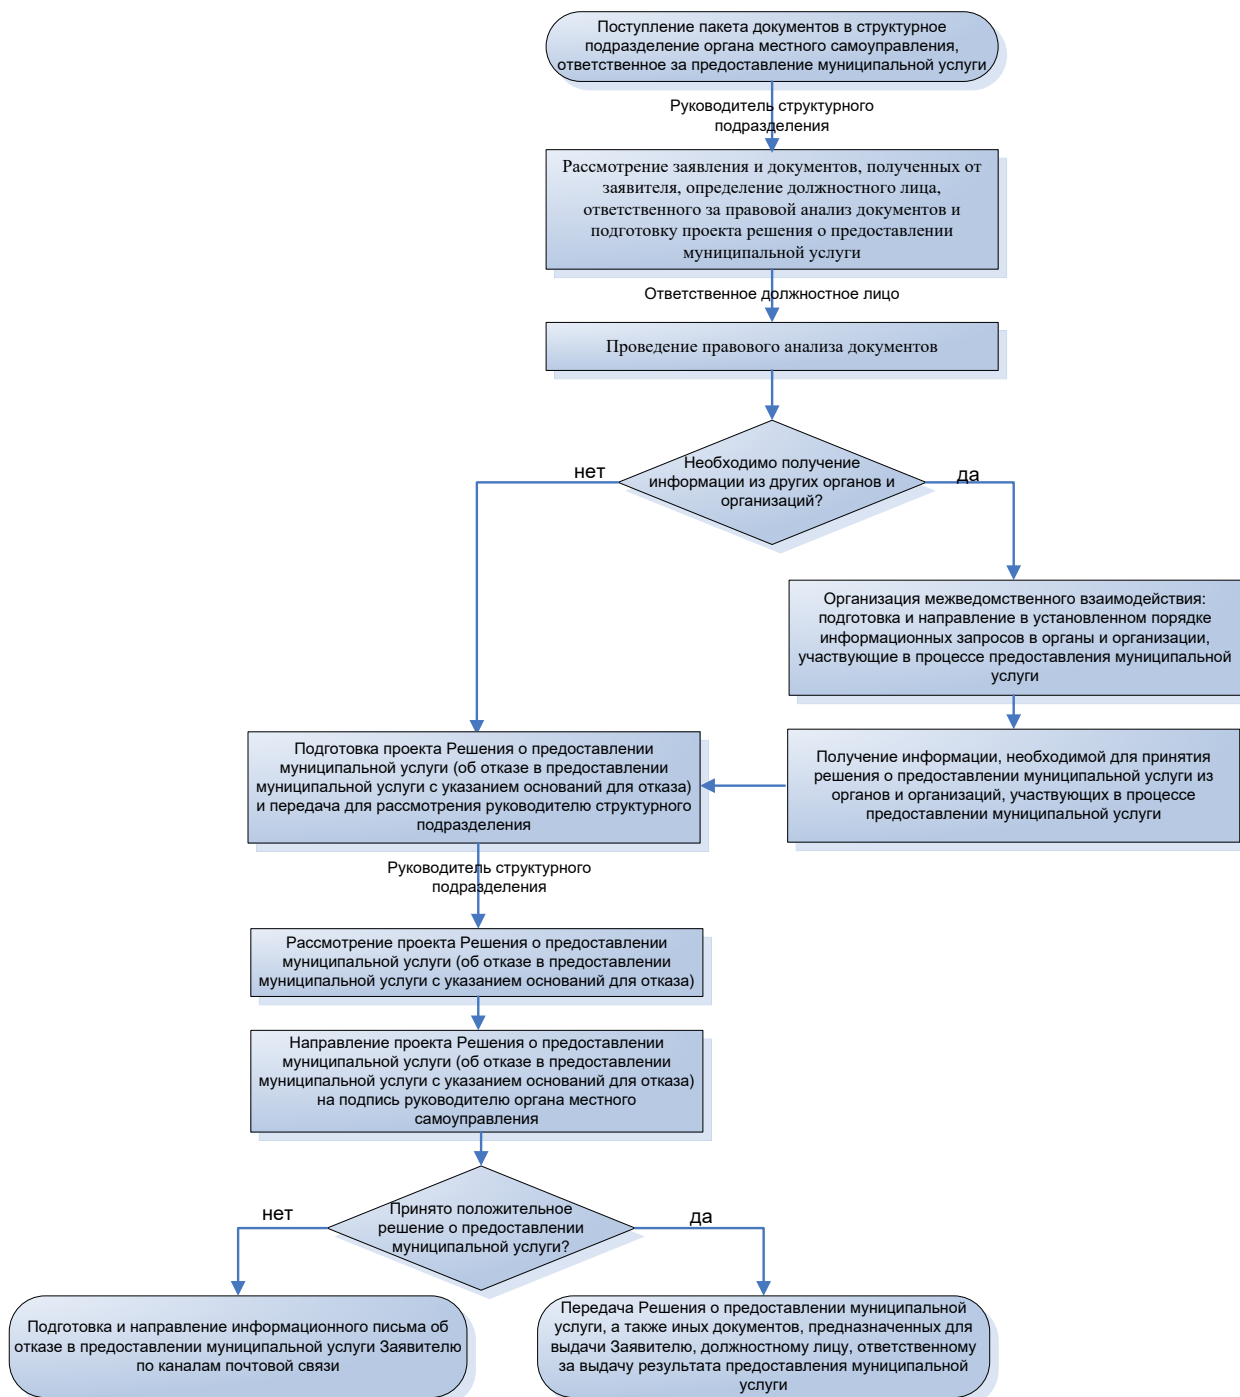 Поступление пакета документов в структурное
подразделение органа местного самоуправления,
ответственное за предоставление муниципальной услуги
Руководитель структурного
подразделения
Рассмотрение заявления и документов, полученных от
заявителя, определение должностного лица,
ответственного за правовой анализ документов и
подготовку проекта решения о предоставлении
муниципальной услуги
Ответственное должностное лицо
Проведение правового анализа документов
Необходимо получение
информации из других органов и
организаций?
нет
да
Организация межведомственного взаимодействия:
подготовка и направление в установленном порядке
информационных запросов в органы и организации,
участвующие в процессе предоставления муниципальной
услуги
Получение информации, необходимой для принятия
решения о предоставлении муниципальной услуги из
органов и организаций, участвующих в процессе
предоставлении муниципальной услуги
Подготовка проекта Решения о предоставлении
муниципальной услуги (об отказе в предоставлении
муниципальной услуги с указанием оснований для отказа)
и передача для рассмотрения руководителю структурного
подразделения
Руководитель структурного
подразделения
Рассмотрение проекта Решения о предоставлении
муниципальной услуги (об отказе в предоставлении
муниципальной услуги с указанием оснований для отказа)
Направление проекта Решения о предоставлении
муниципальной услуги (об отказе в предоставлении
муниципальной услуги с указанием оснований для отказа)
на подпись руководителю органа местного
самоуправления
Принято положительное
решение о предоставлении
муниципальной услуги?
нет
да
Подготовка и направление информационного письма об
отказе в предоставлении муниципальной услуги Заявителю
по каналам почтовой связи
Передача Решения о предоставлении муниципальной
услуги, а также иных документов, предназначенных для
выдачи Заявителю, должностному лицу, ответственному
за выдачу результата предоставления муниципальной
услуги